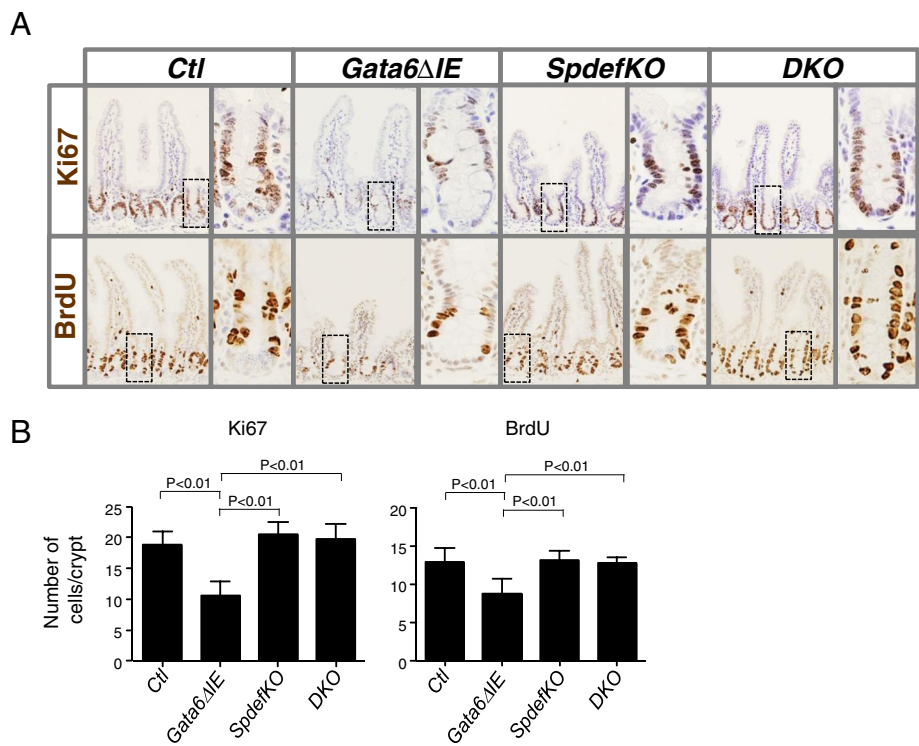 A
Ctl Gata6ΔIE SpdefKO DKO
Ki67
BrdU
B
Ki67 BrdU
P<0.01 P<0.01
P<0.01 P<0.01
P<0.01 P<0.01
Number of
cells/crypt
25
20
15
10
5
0
20
15
10
5
0
Ctl Gata6ΔIE SpdefKO DKO
Ctl Gata6ΔIE SpdefKO DKO